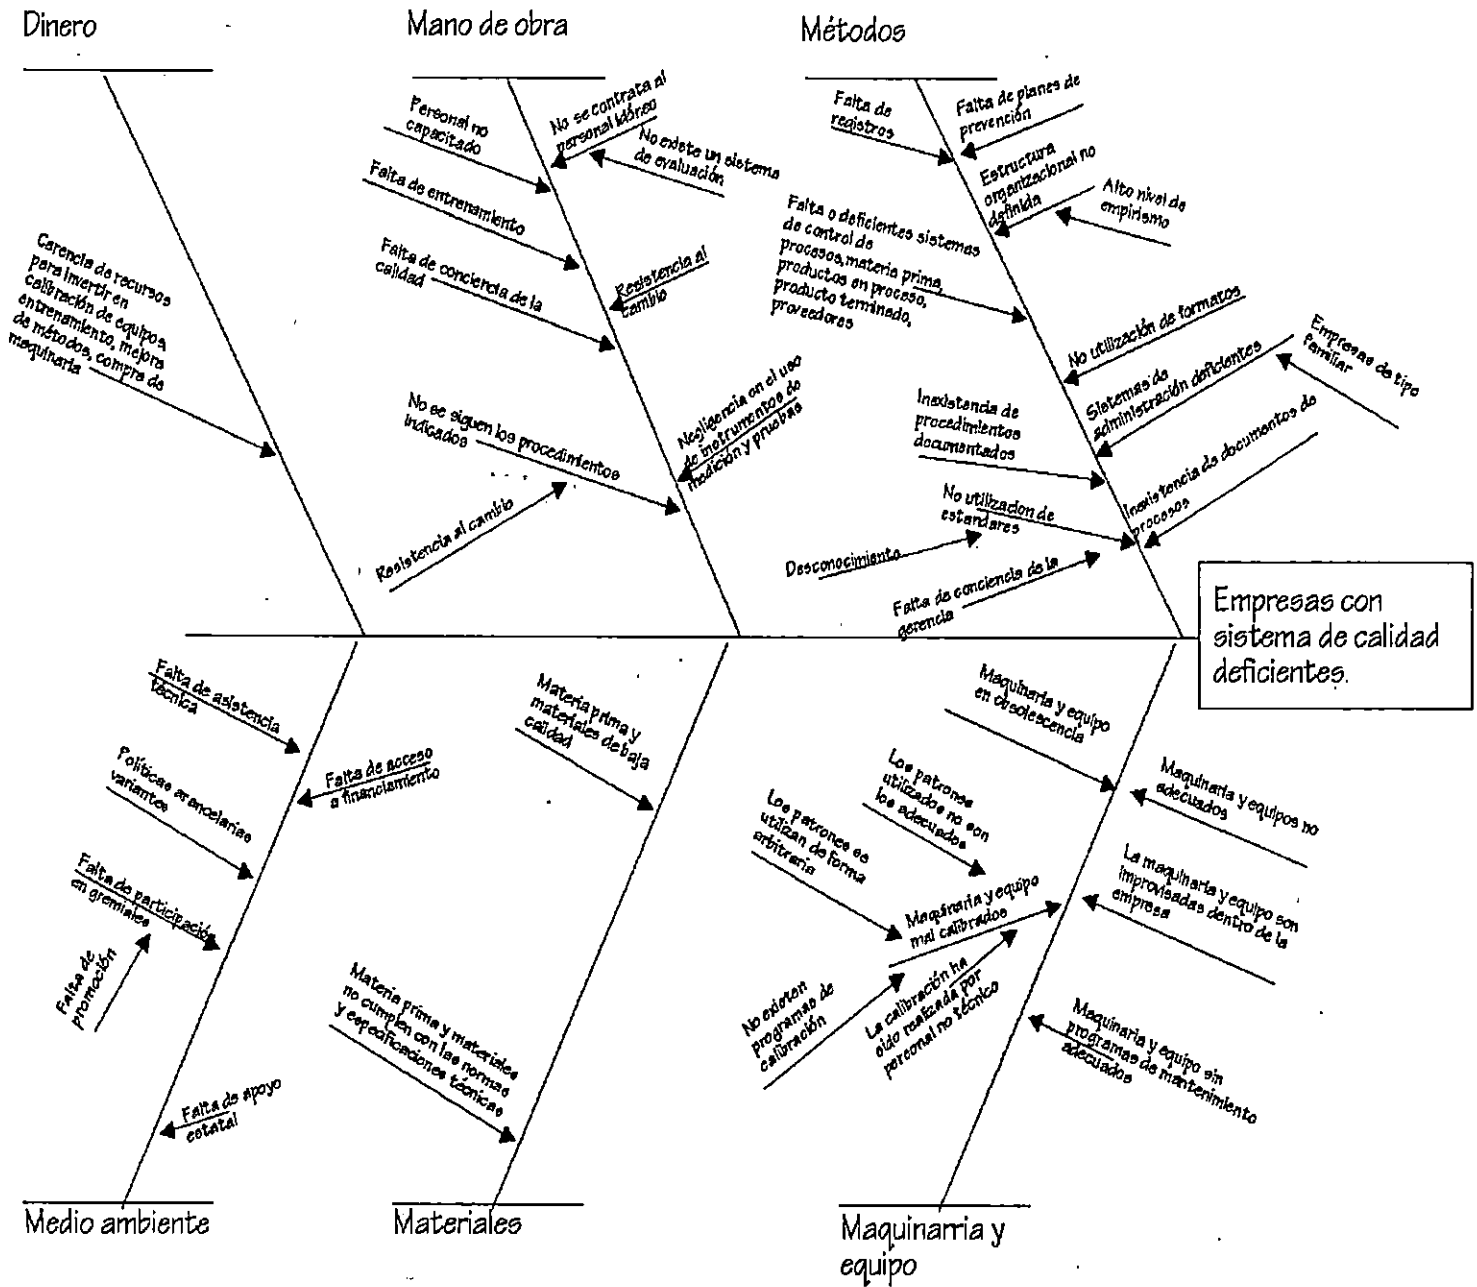 Dinero
Mano de obra
Métodos
Carencia de recursos
para invertir en
calibración de equipos,
entrenamiento, mejora
de métodos, compra de
maquinaria
Personal no
capacitado
No se contrata al
personal idóneo
No existe un sistema
de evaluación
Falta de entrenamiento
Falta de conciencia de la
calidad
Resistencia al
cambio
No se siguen los procedimientos
indicados
Negligencia en el uso
de instrumentos de
medición y pruebas
Resistencia al cambio
Falta de
registros
Falta de planes de
prevención
Estructura
organizacional no
definida
Alto nivel de
empirismo
Falta o deficientes sistemas
de control de
procesos, materia prima,
productos en proceso,
producto terminado,
proveedores
No utilización de formatos
Sistemas de
administración deficientes
Empresas de tipo
familiar
Inexistencia de
procedimientos
documentados
Inexistencia de documentos de
procesos
No utilizacion de
estandares
Desconocimiento
Falta de conciencia de la
gerencia
Empresas con
sistema de calidad
deficientes.
Falta de asistencia
técnica
Falta de acceso
a financiamiento
Políticas arancelarias
variantes
Falta de participación
en gremiales
Falta de
promoción
Falta de apoyo
estatal
Materia prima y
materiales de baja
calidad
Materia prima y materiales
no cumplen con las normas
y especificaciones técnicas
Maquinaria y equipo
en obsolescencia
Maquinaria y equipos no
adecuados
Los patrones
utilizados no son
los adecuados
Los patrones se
utilizan de forma
arbitraria
Maquinaria y equipo
mal calibrados
La maquinaria y equipo son
improvisadas dentro de la
empresa
No existen
programas de
calibración
La calibración ha
sido realizada por
personal no técnico
Maquinaria y equipo sin
programas de mantenimiento
adecuados
Medio ambiente
Materiales
Maquinarria y
equipo